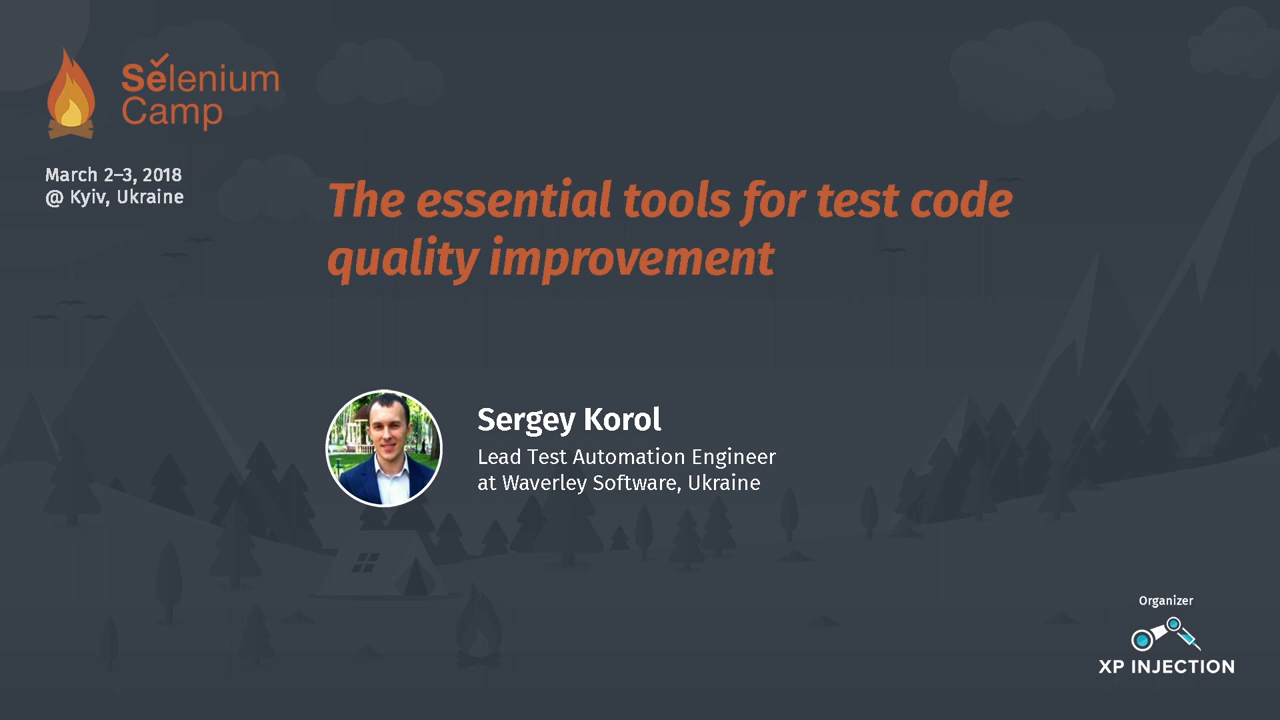 Selenium
Camp
March 2–3, 2018
@ Kyiv, Ukraine
The essential tools for test code
quality improvement
Sergey Korol
Lead Test Automation Engineer
at Waverley Software, Ukraine
Organizer
XP INJECTION